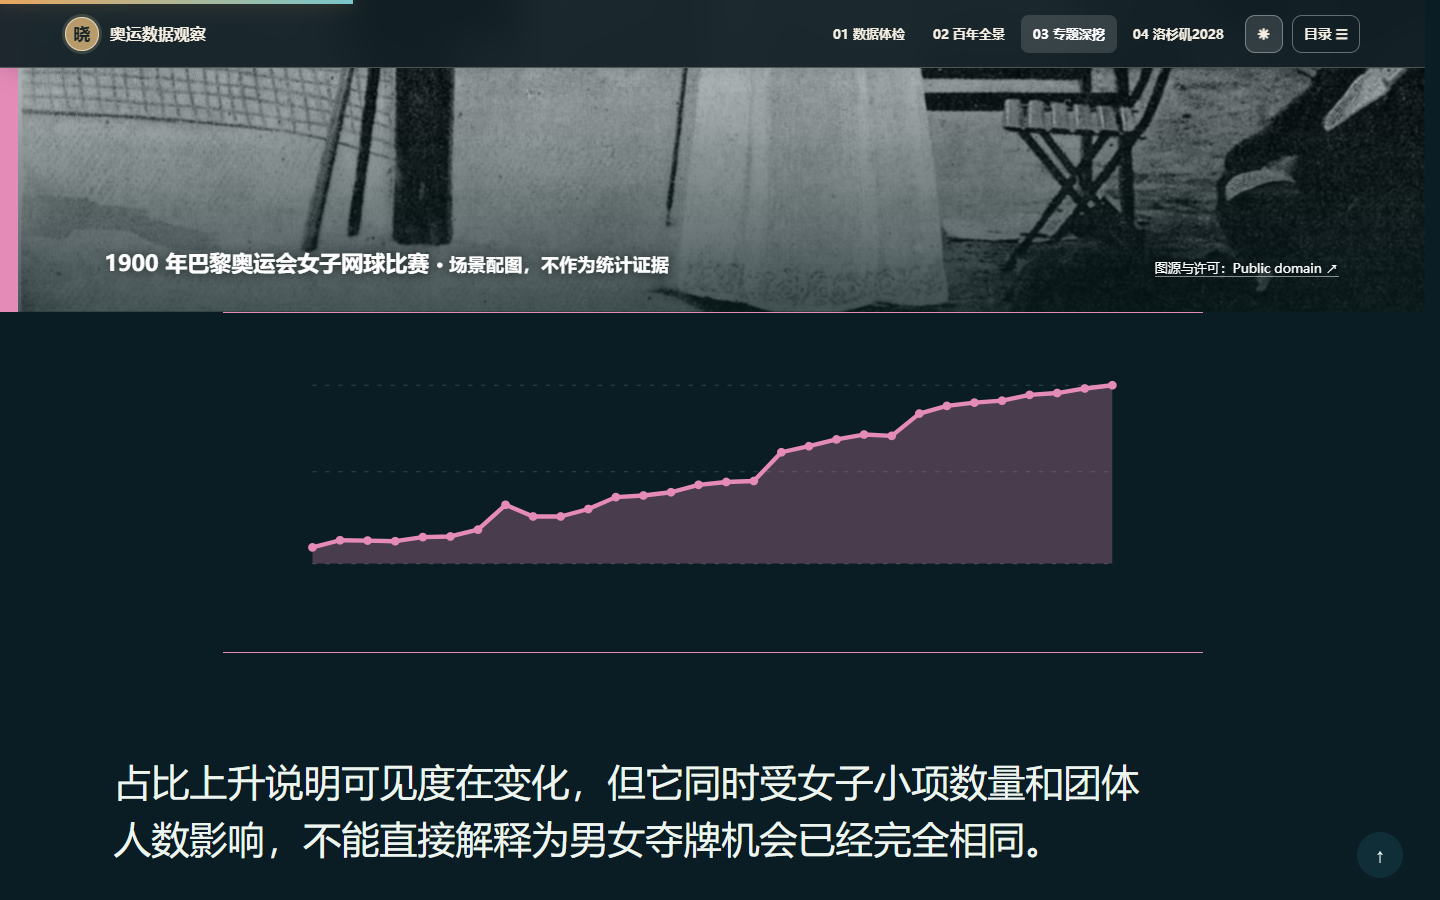 晓 奥运数据观察 01 数据体检 02 百年全景 03 专题深挖 04 洛杉矶2028 目录 ☰
1900 年巴黎奥运会女子网球比赛 · 场景配图，不作为统计证据
图源与许可：Public domain ↗
占比上升说明可见度在变化，但它同时受女子小项数量和团体
人数影响，不能直接解释为男女夺牌机会已经完全相同。
↑